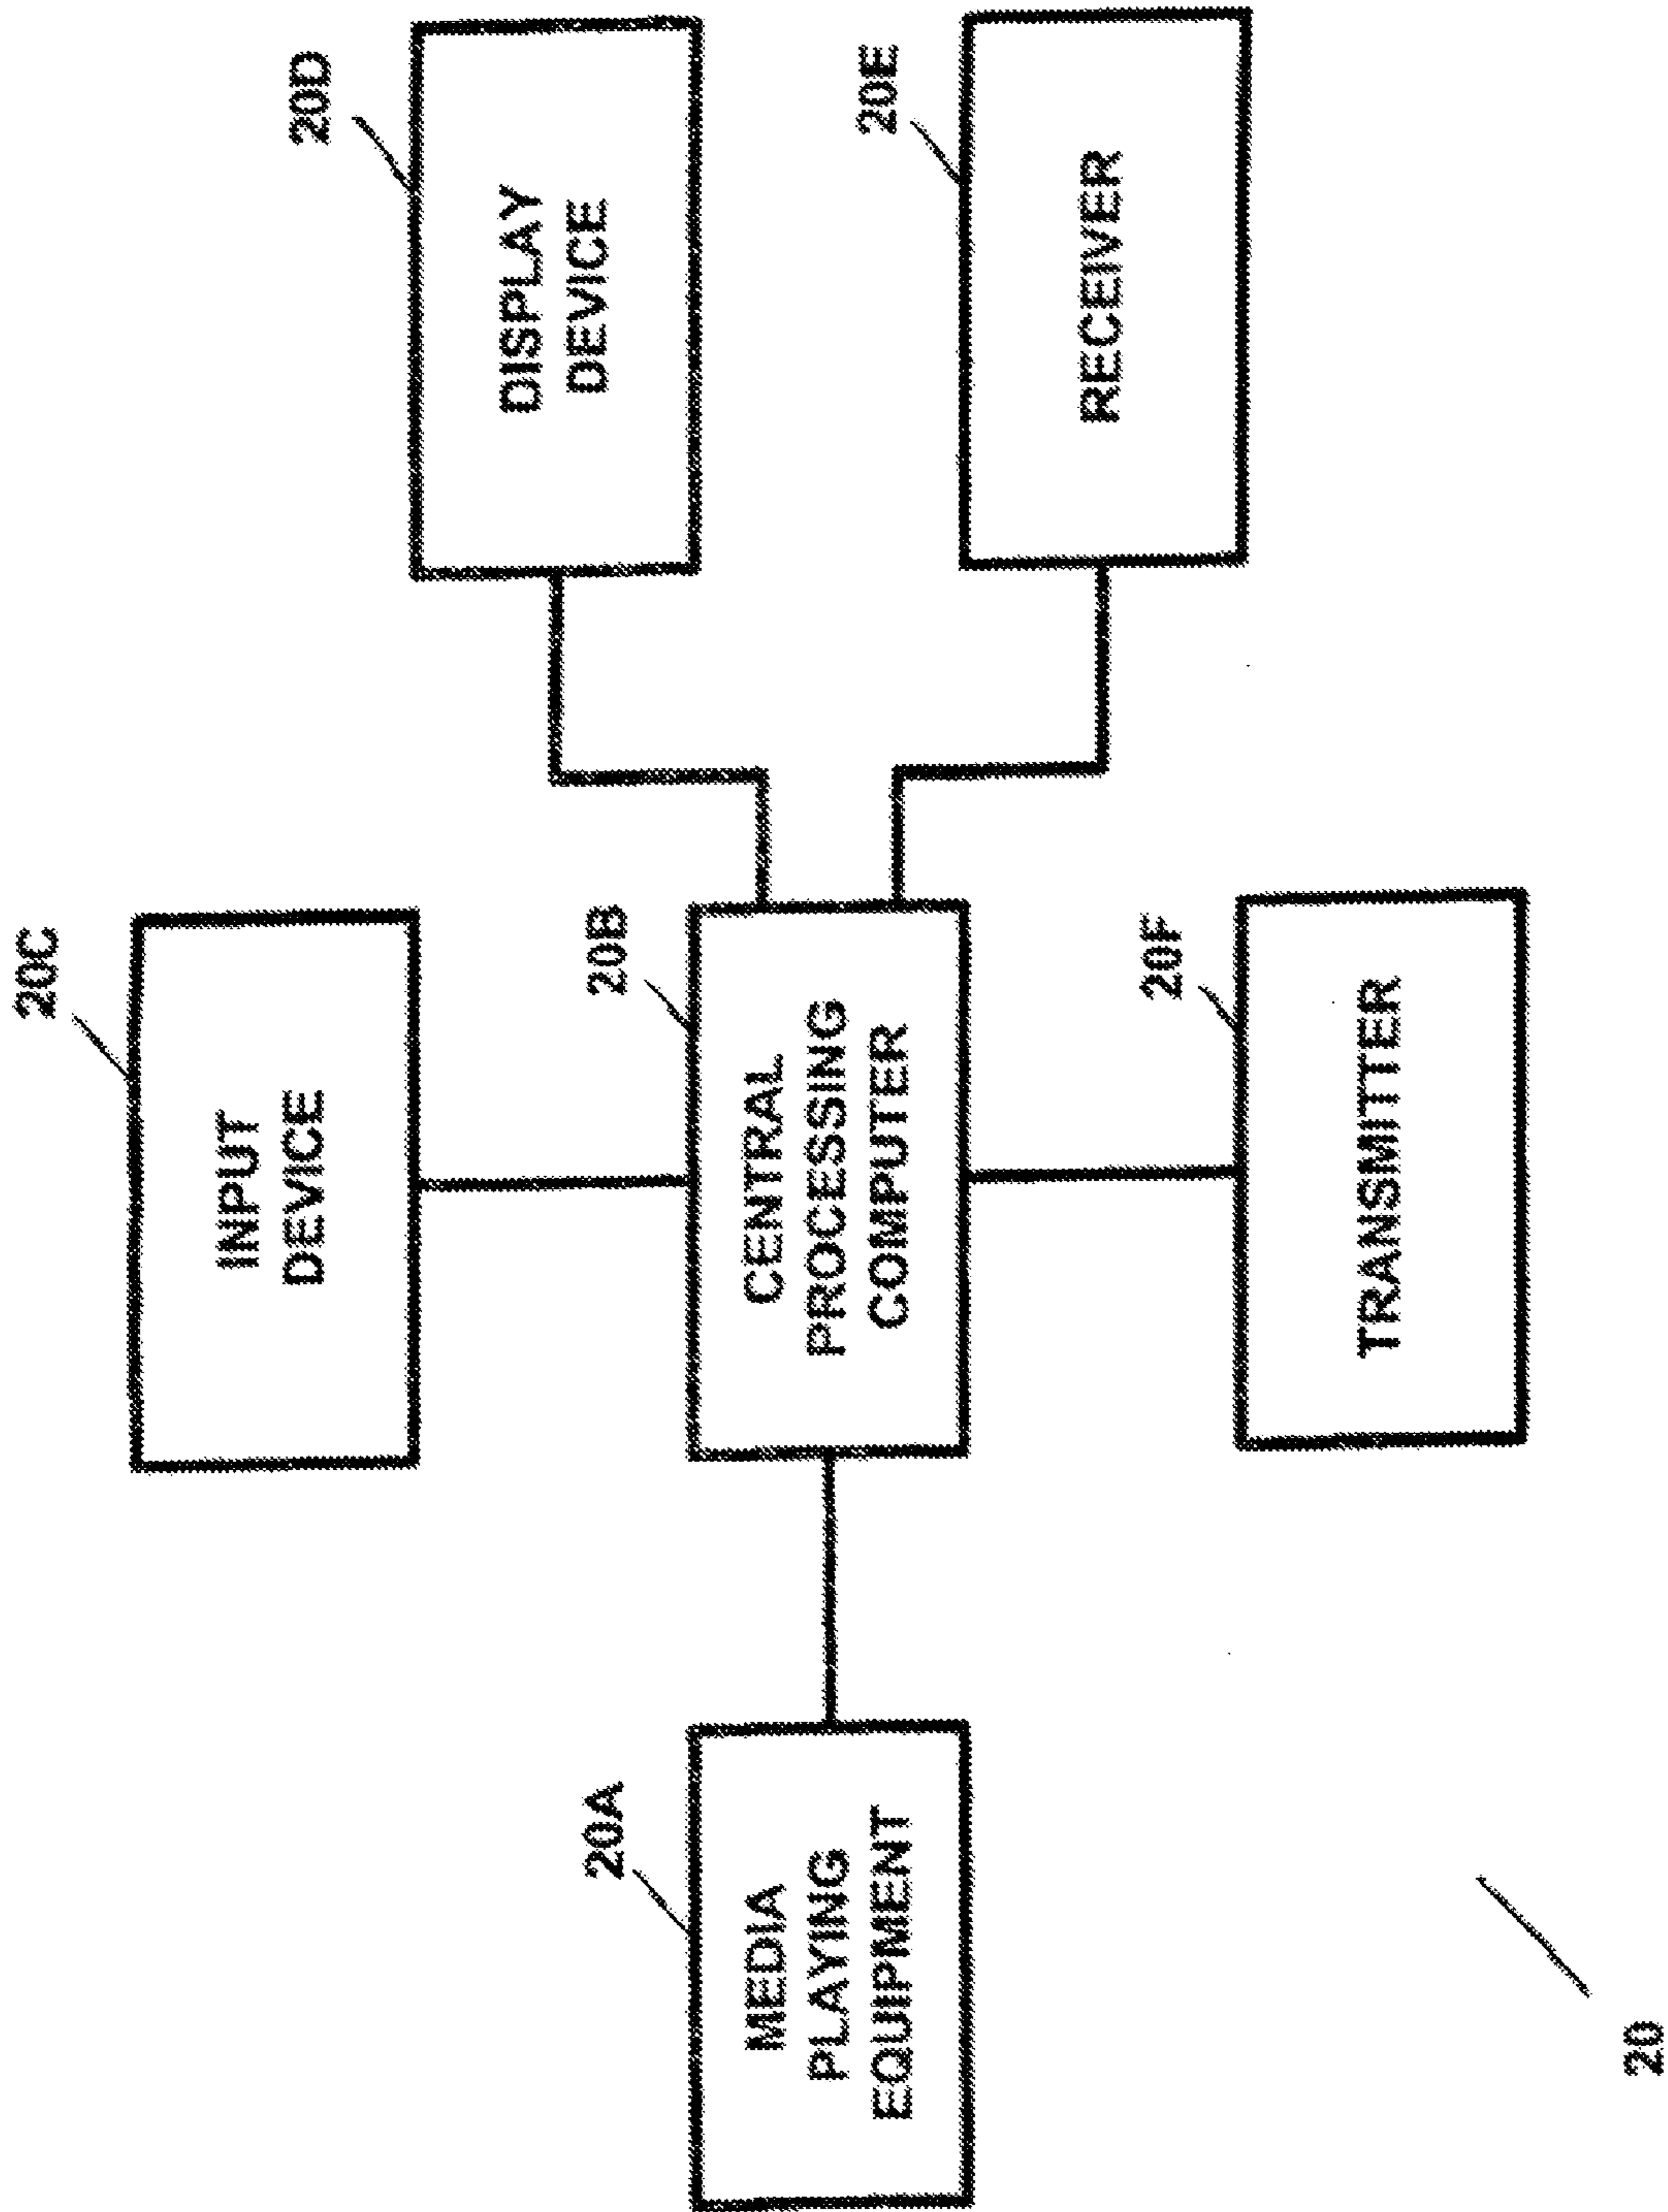 20C
INPUT
DEVICE
20D
DISPLAY
DEVICE
20A
MEDIA
PLAYING
EQUIPMENT
20B
CENTRAL
PROCESSING
COMPUTER
20E
RECEIVER
20F
TRANSMITTER
20